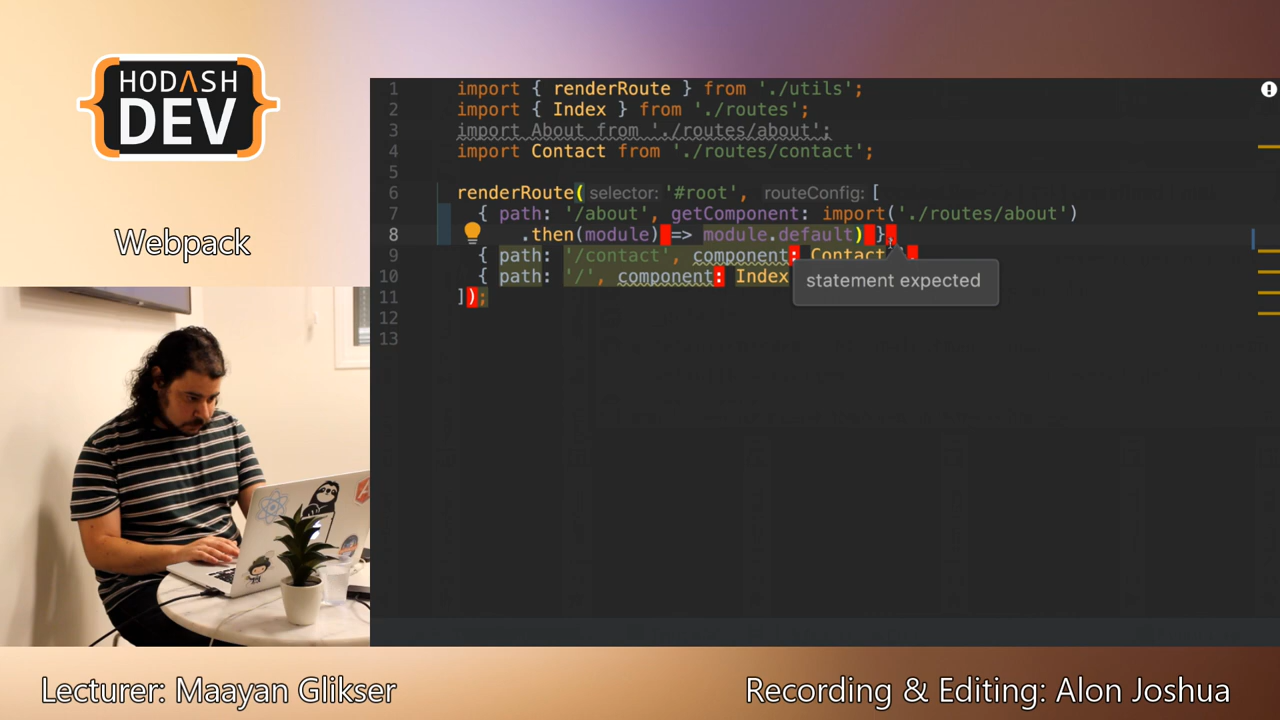 HODASH
DEV
Webpack
1 import { renderRoute } from './utils';
2 import { Index } from './routes';
3 import About from './routes/about';
4 import Contact from './routes/contact';
5
6 renderRoute( selector: '#root', routeConfig: [
7 { path: '/about', getComponent: import('./routes/about')
8 .then(module) => module.default) },
9 { path: '/contact', component: Contact },
10 { path: '/', component: Index
statement expected
11 ]);
12
13
Lecturer: Maayan Glikser
Recording & Editing: Alon Joshua